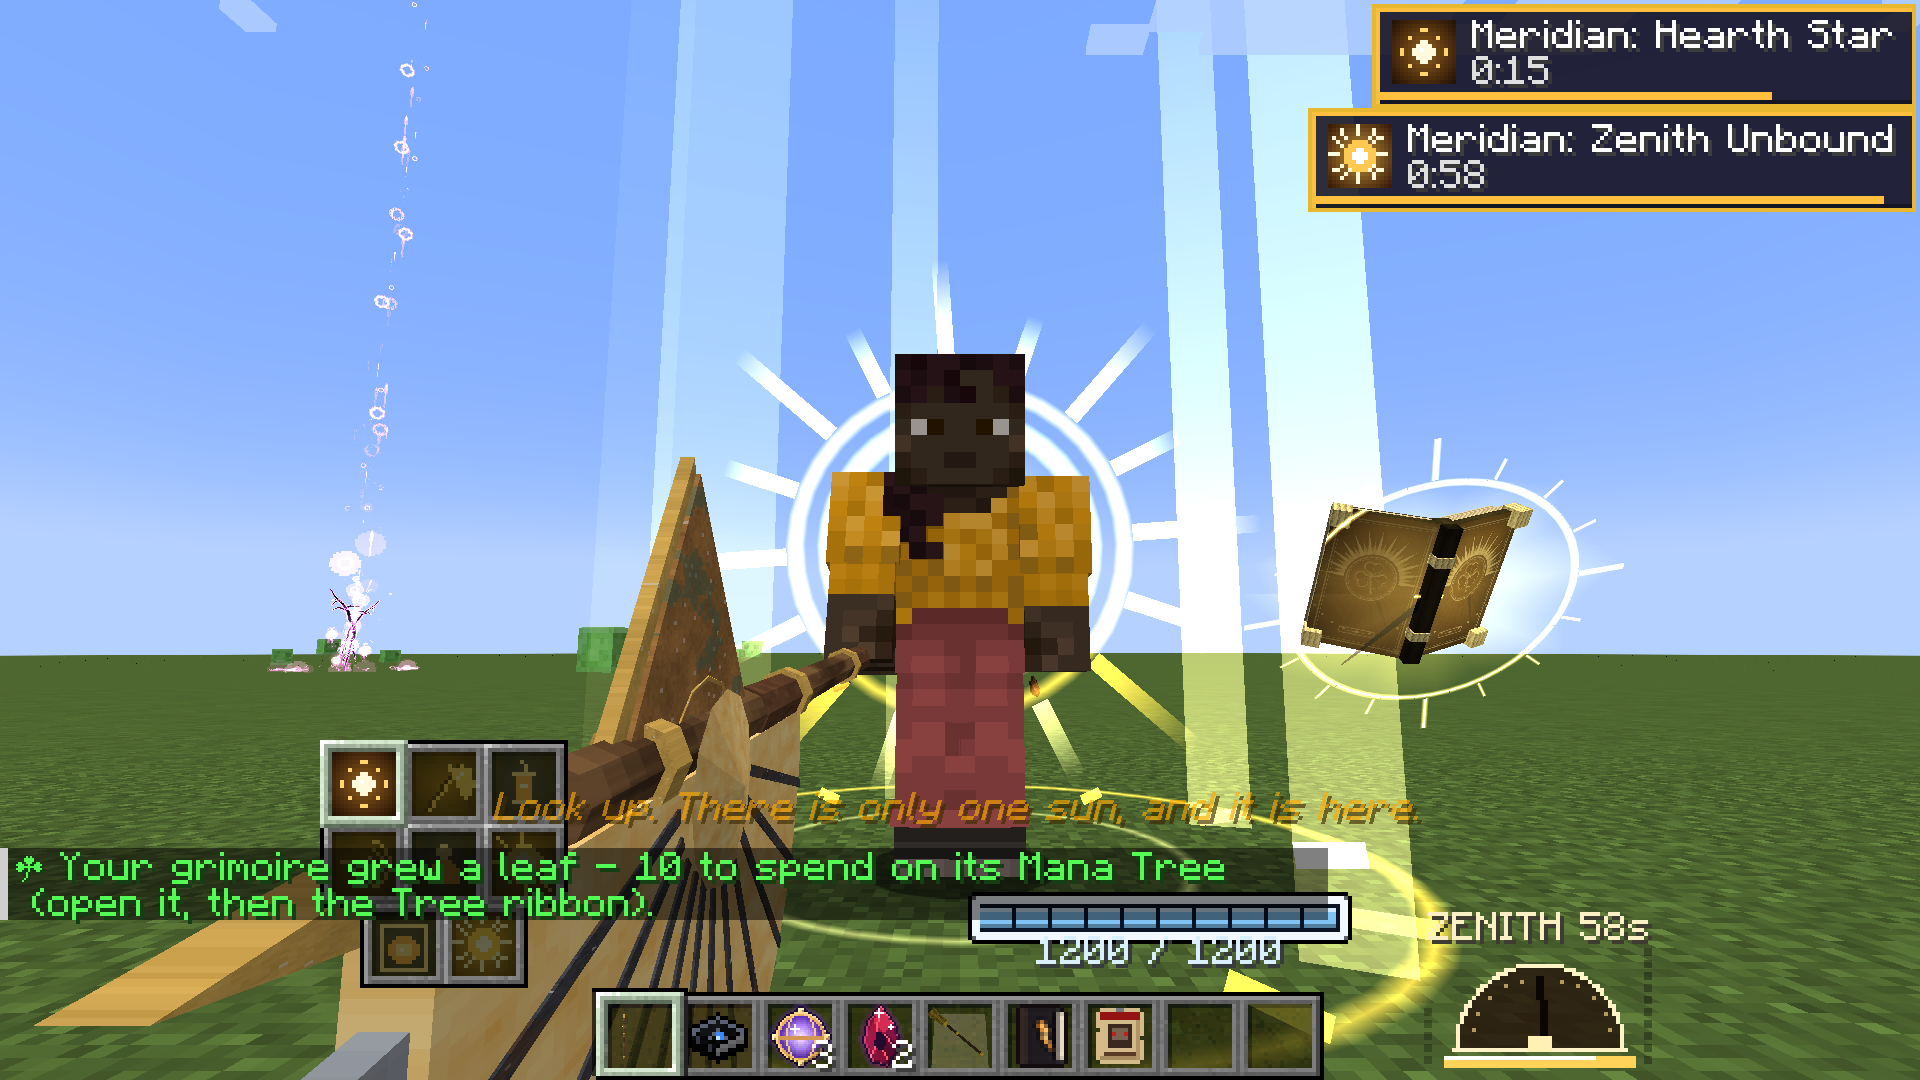 Meridian: Hearth Star
0:15
Meridian: Zenith Unbound
0:58
Look up. There is only one sun, and it is here.
☘ Your grimoire grew a leaf - 10 to spend on its Mana Tree
(open it, then the Tree ribbon).
ZENITH 58s
1200 / 1200
3
2